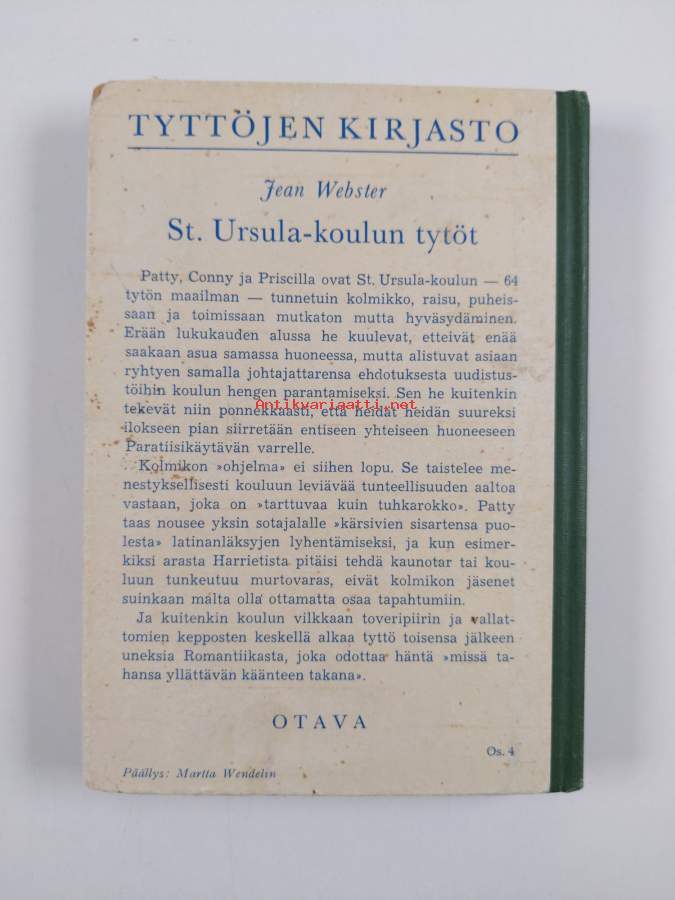 TYTTÖJEN KIRJASTO
Jean Webster
St. Ursula-koulun tytöt
Patty, Conny ja Priscilla ovat St. Ursula-koulun — 64
tytön maailman — tunnetuin kolmikko, raisu, puheis-
saan ja toimissaan mutkaton mutta hyväsydäminen.
Erään lukukauden alussa he kuulevat, etteivät enää
saakaan asua samassa huoneessa, mutta alistuvat asiaan
ryhtyen samalla johtajattarensa ehdotuksesta uudistus-
töihin koulun hengen parantamiseksi. Sen he kuitenkin
Antikvariaatti.net
tekevät niin ponnekkaasti, että heidät heidän suureksi
ilokseen pian siirretään entiseen yhteiseen huoneeseen
Paratiisikäytävän varrelle.
Kolmikon »ohjelma» ei siihen lopu. Se taistelee me-
nestyksellisesti kouluun leviävää tunteellisuuden aaltoa
vastaan, joka on »tarttuvaa kuin tuhkarokko». Patty
taas nousee yksin sotajalalle »kärsivien sisartensa puo-
lesta» latinanläksyjen lyhentämiseksi, ja kun esimer-
kiksi arasta Harrietista pitäisi tehdä kaunotar tai kou-
luun tunkeutuu murtovaras, eivät kolmikon jäsenet
suinkaan malta olla ottamatta osaa tapahtumiin.
Ja kuitenkin koulun vilkkaan toveripiirin ja vallat-
tomien kepposten keskellä alkaa tyttö toisensa jälkeen
uneksia Romantiikasta, joka odottaa häntä »missä ta-
hansa yllättävän käänteen takana».
OTAVA
Os. 4
Päällys: Martta Wendelin